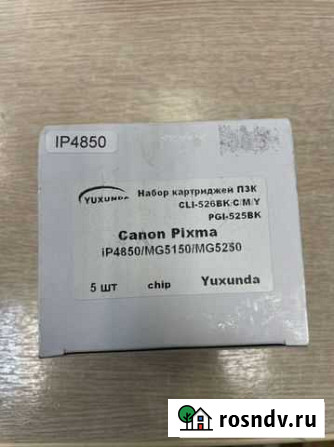 IP4850
YUXUNDA
Набор картриджей ПЗК
CLI-526BK/C/M/Y
PGI-525BK
Canon Pixma
iP4850/MG5150/MG5250
5 шт chip Yuxunda
rosndv.ru